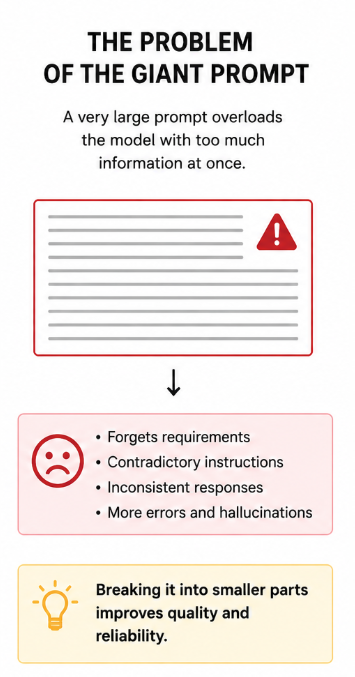 THE PROBLEM
OF THE GIANT PROMPT
A very large prompt overloads
the model with too much
information at once.
• Forgets requirements
• Contradictory instructions
• Inconsistent responses
• More errors and hallucinations
Breaking it into smaller parts
improves quality and
reliability.